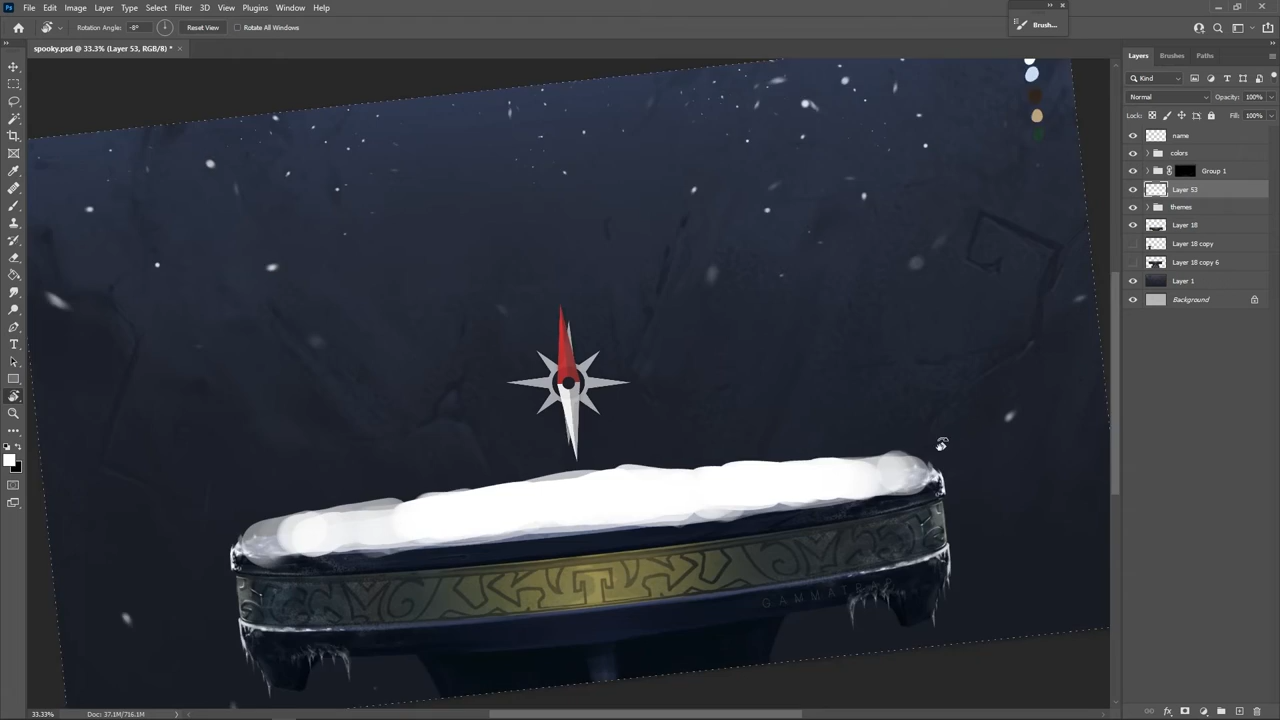 File Edit Image Layer Type Select Filter 3D View Plugins Window Help
Brush...
Rotation Angle: -8° Reset View Rotate All Windows
spooky.psd @ 33.3% (Layer 53, RGB/8) *
Layers Brushes Paths
Kind
Normal Opacity: 100%
Lock: Fill: 100%
name
colors
Group 1
Layer 53
themes
Layer 18
Layer 18 copy
Layer 18 copy 6
Layer 1
Background
33.33% Doc: 37.1M/716.1M